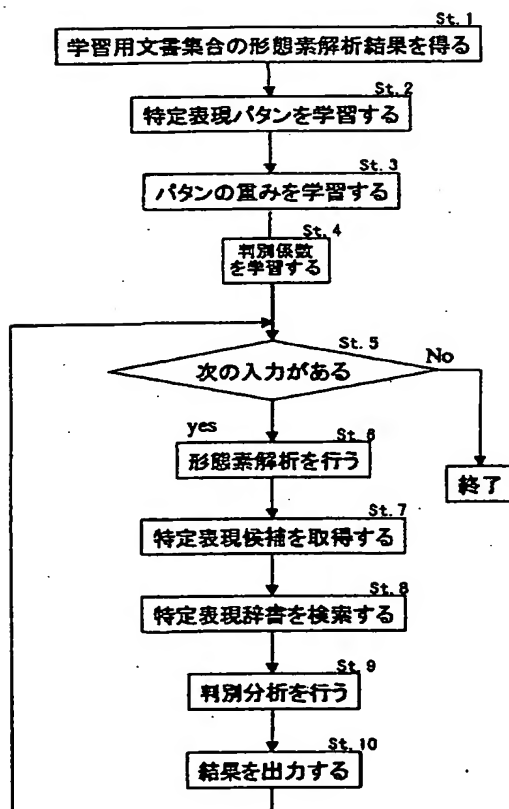 St.1
学習用文書集合の形態素解析結果を得る
St.2
特定表現パタンを学習する
St.3
パタンの重みを学習する
St.4
判別係数
を学習する
St.5
次の入力がある
No
yes
St.6
形態素解析を行う
終了
St.7
特定表現候補を取得する
St.8
特定表現辞書を検索する
St.9
判別分析を行う
St.10
結果を出力する